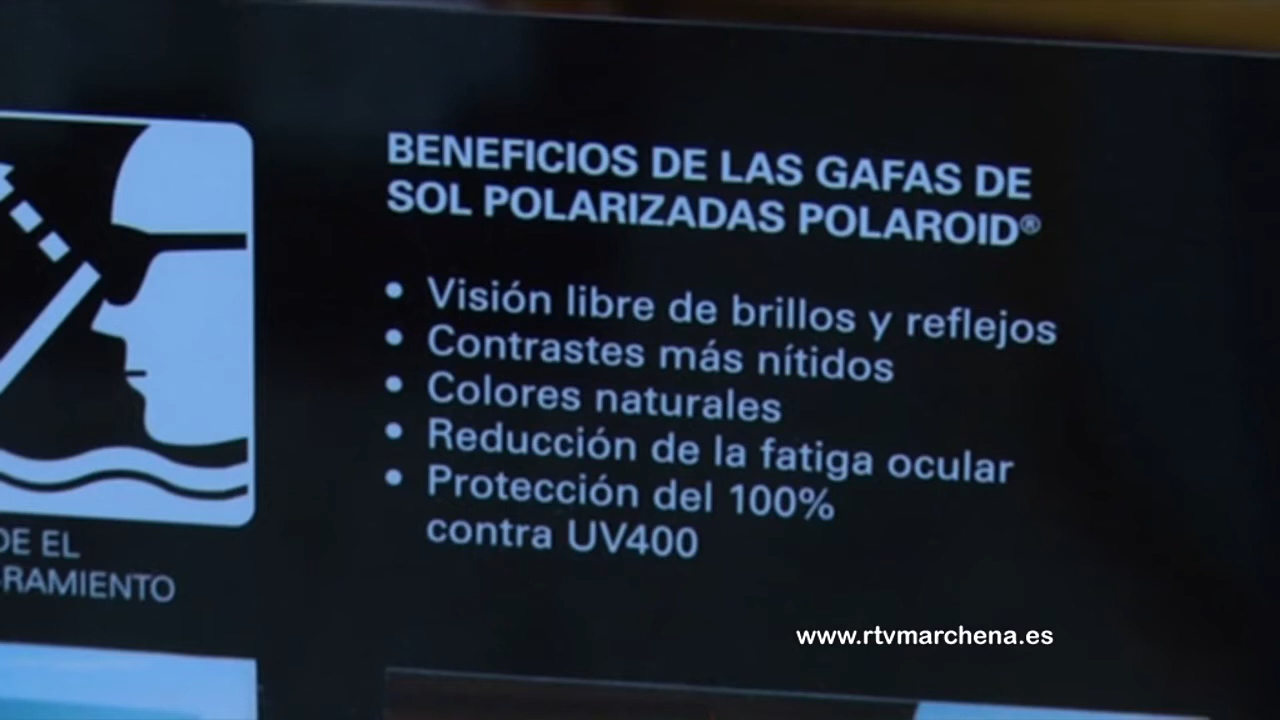 BENEFICIOS DE LAS GAFAS DE
SOL POLARIZADAS POLAROID®
• Visión libre de brillos y reflejos
• Contrastes más nítidos
• Colores naturales
• Reducción de la fatiga ocular
• Protección del 100%
contra UV400
DE EL
RAMIENTO
www.rtvmarchena.es